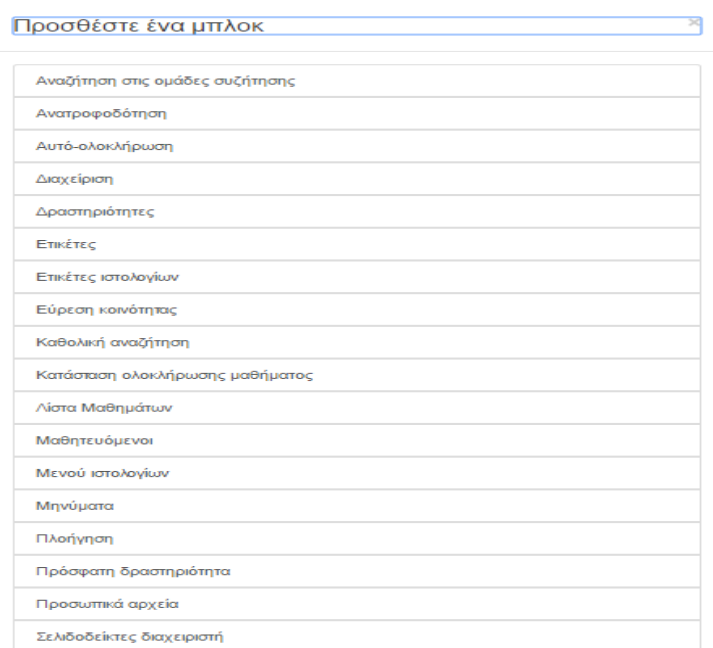 Προσθέστε ένα μπλοκ
×
Αναζήτηση στις ομάδες συζήτησης
Ανατροφοδότηση
Αυτό-ολοκλήρωση
Διαχείριση
Δραστηριότητες
Ετικέτες
Ετικέτες ιστολογίων
Εύρεση κοινότητας
Καθολική αναζήτηση
Κατάσταση ολοκλήρωσης μαθήματος
Λίστα Μαθημάτων
Μαθητευόμενοι
Μενού ιστολογίων
Μηνύματα
Πλοήγηση
Πρόσφατη δραστηριότητα
Προσωπικά αρχεία
Σελιδοδείκτες διαχειριστή